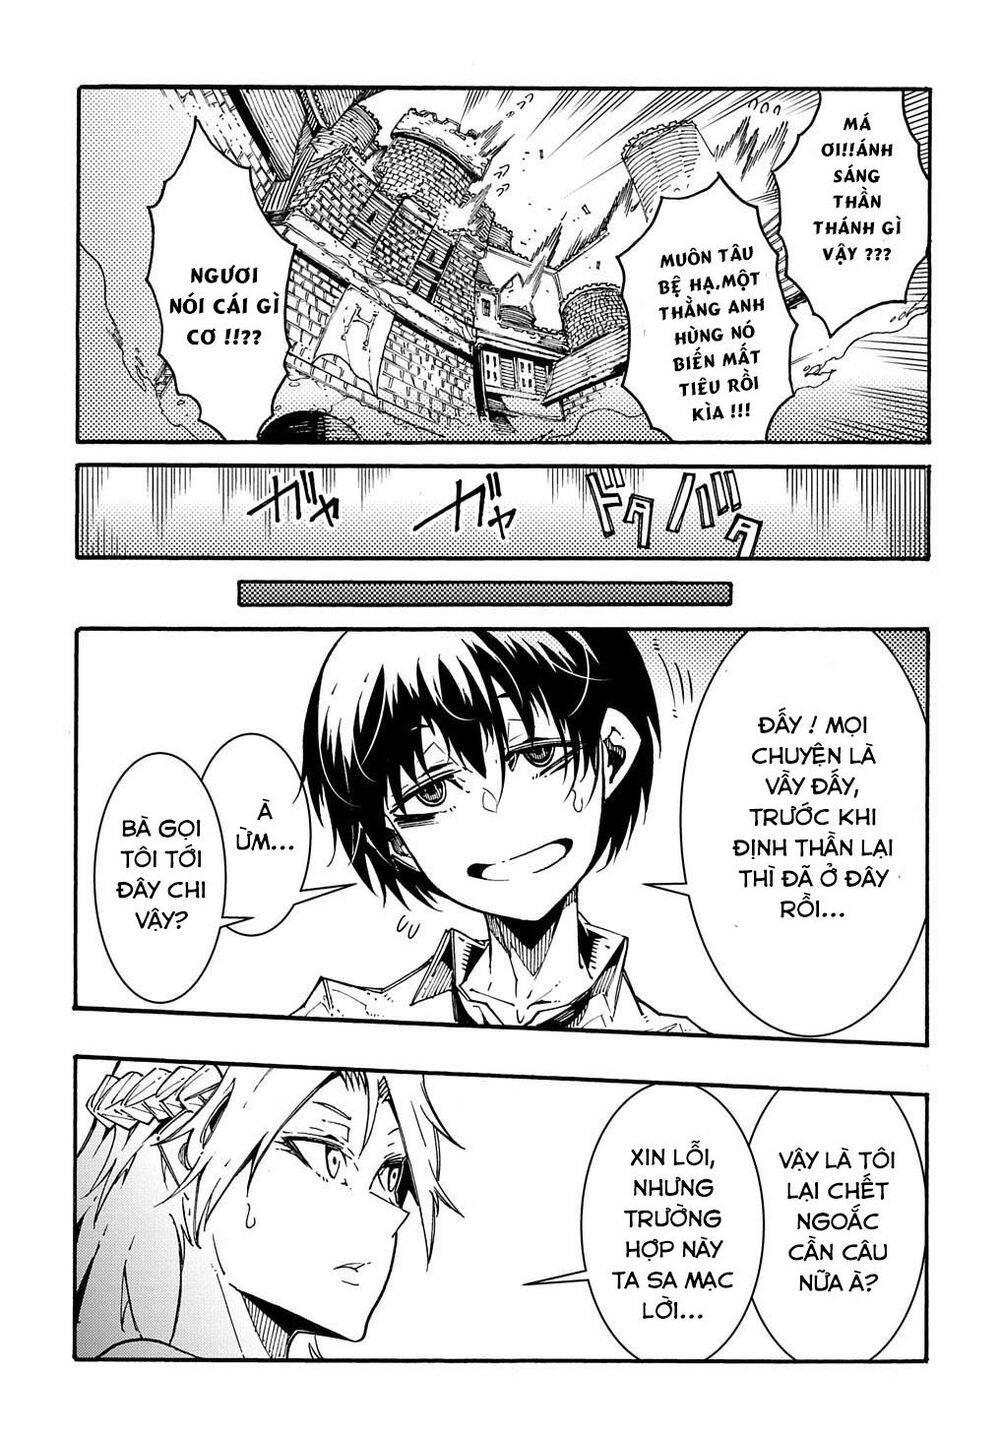 MÁ
ƠI!!ÁNH
SÁNG
THẦN
THÁNH GÌ
VẬY ???
MUÔN TÂU
BỆ HẠ,MỘT
THẰNG ANH
HÙNG NÓ
BIẾN MẤT
TIÊU RỒI
KÌA !!!
NGƯƠI
NÓI CÁI GÌ
CƠ !!??
ドタバタ
ガヤ
ガヤ
ĐẤY ! MỌI
CHUYỆN LÀ
VẦY ĐẤY,
TRƯỚC KHI
ĐỊNH THẦN LẠI
THÌ ĐÃ Ở ĐÂY
RỒI...
À
ỪM...
BÀ GỌI
TÔI TỚI
ĐÂY CHI
VẬY?
VẬY LÀ TÔI
LẠI CHẾT
NGOẮC
CẦN CÂU
NỮA À?
XIN LỖI,
NHƯNG
TRƯỜNG
HỢP NÀY
TA SA MẠC
LỜI...